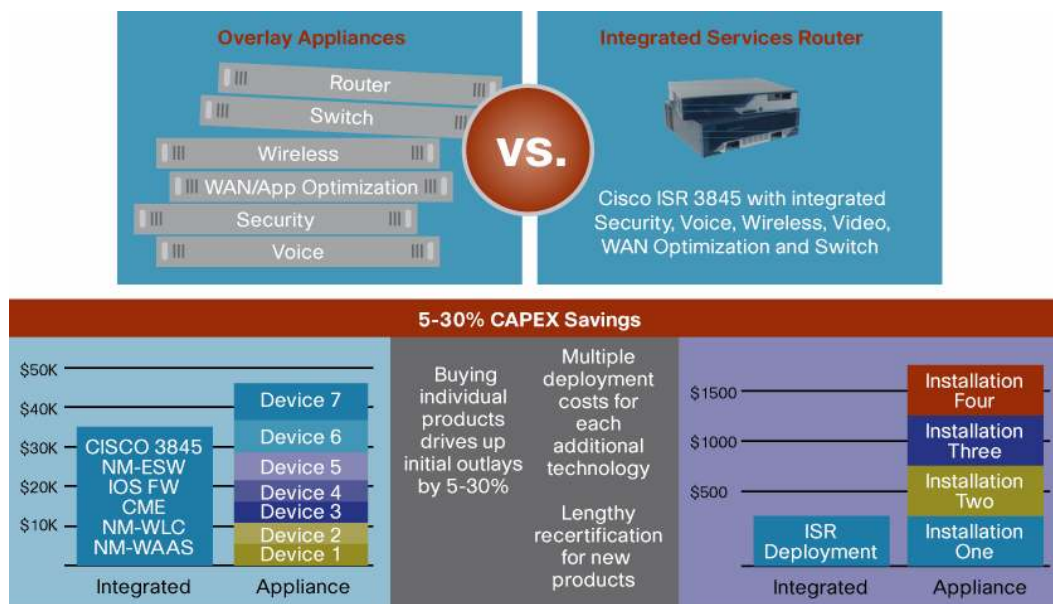 Overlay Appliances
Router
Switch
Wireless
WAN/App Optimization
Security
Voice
vs.
Integrated Services Router
Cisco ISR 3845 with integrated
Security, Voice, Wireless, Video,
WAN Optimization and Switch
5-30% CAPEX Savings
$50K
$40K
$30K
$20K
$10K
CISCO 3845
NM-ESW
IOS FW
CME
NM-WLC
NM-WAAS
Integrated
Device 7
Device 6
Device 5
Device 4
Device 3
Device 2
Device 1
Appliance
Buying
individual
products
drives up
initial outlays
by 5-30%
Multiple
deployment
costs for
each
additional
technology
Lengthy
recertification
for new
products
$1500
$1000
$500
ISR
Deployment
Integrated
Installation
Four
Installation
Three
Installation
Two
Installation
One
Appliance